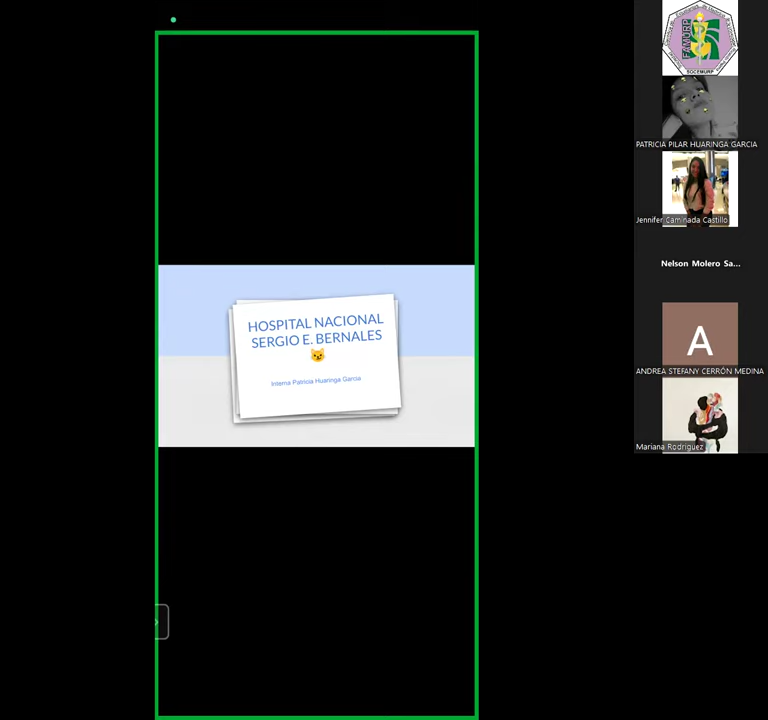 HOSPITAL NACIONAL
SERGIO E. BERNALES
Interna Patricia Huaringa Garcia
FAMURP
SOCEMURP
PATRICIA PILAR HUARINGA GARCIA
Jennifer Caminada Castillo
Nelson Molero Sa...
A
ANDREA STEFANY CERRÓN MEDINA
Mariana Rodriguez